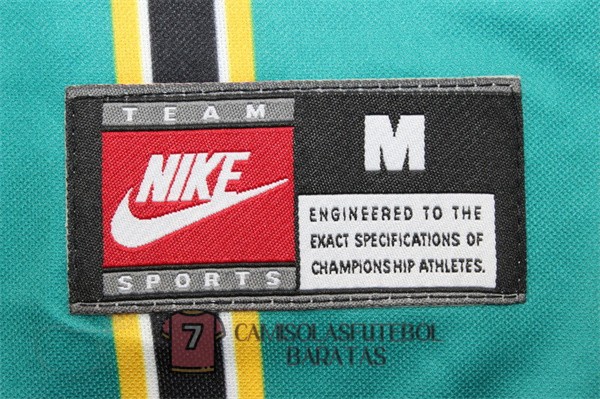 TEAM
NIKE
SPORTS
M
ENGINEERED TO THE
EXACT SPECIFICATIONS OF
CHAMPIONSHIP ATHLETES.
7
CAMISOLASFUTEBOL
BARATAS